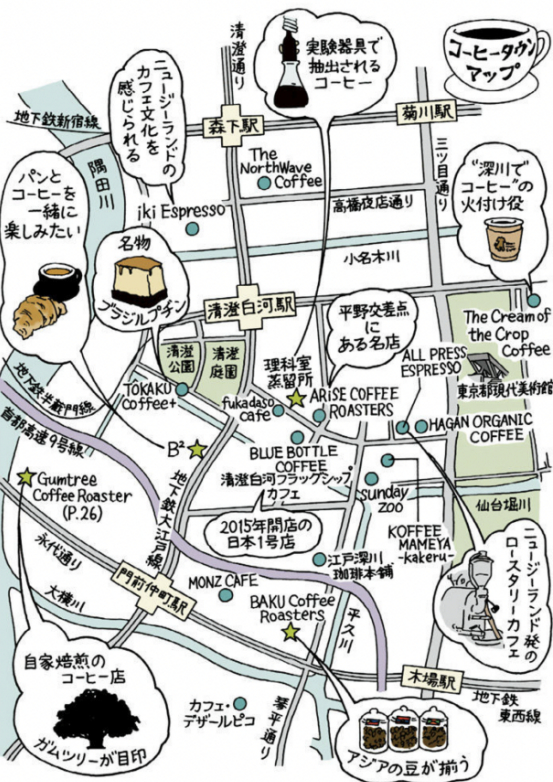 コーヒータウン
マップ
実験器具で
抽出される
コーヒー
清澄通り
ニュージーランドの
カフェ文化を
感じられる
地下鉄新宿線
森下駅
菊川駅
隅田川
The
NorthWave
Coffee
三ツ目通り
"深川で
コーヒー"の
火付け役
パンと
コーヒーを
一緒に
楽しみたい
高橋夜店通り
iki Espresso
名物
ブラジルプチン
小名木川
清澄白河駅
平野交差点
にある名店
The Cream of
the Crop
Coffee
清澄
公園
清澄
庭園
理科室
蒸留所
ALL PRESS
ESPRESSO
東京都現代美術館
地下鉄半蔵門線
TOKAKU
coffee+
fukadaso
cafe
ARiSE COFFEE
ROASTERS
HAGAN ORGANIC
COFFEE
首都高速9号線
B²
BLUE BOTTLE
COFFEE
清澄白河フラッグシップ
カフェ
Gumtree
Coffee Roaster
(P.26)
地下鉄大江戸線
sunday
zoo
仙台堀川
2015年開店の
日本1号店
KOFFEE
MAMEYA
-kakeru-
永代通り
江戸深川
珈琲本舗
ニュージーランド発の
ロースタリーカフェ
門前仲町駅
MONZ CAFE
大横川
BAKU Coffee
Roasters
平久川
自家焙煎の
コーヒー店
ガムツリーが目印
木場駅
カフェ・
デザールピコ
琴平通り
地下鉄
東西線
アジアの豆が揃う